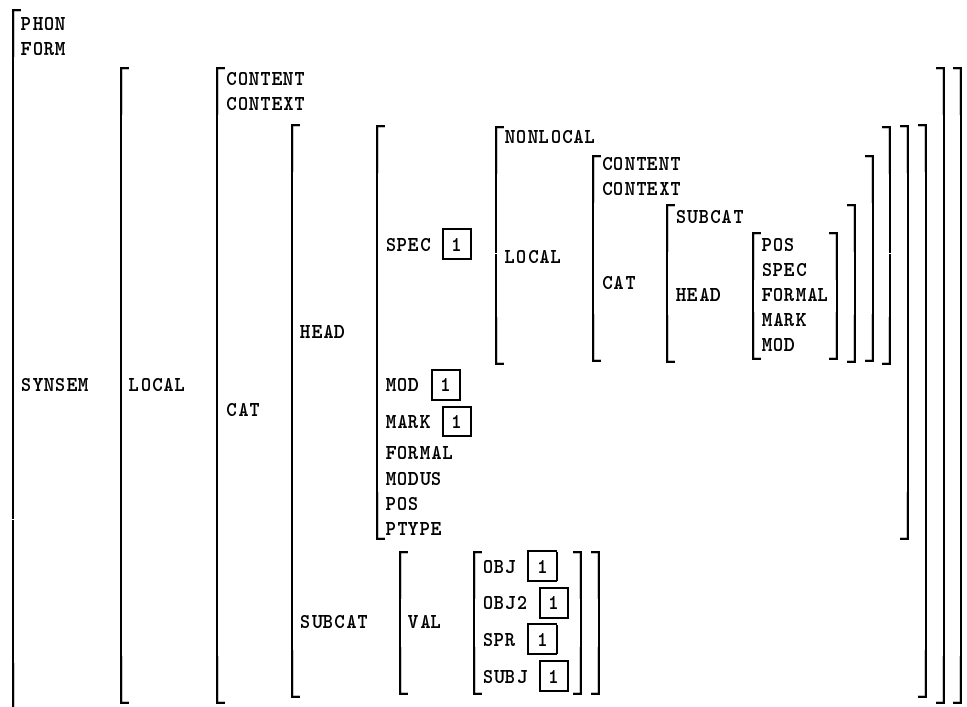 PHON
FORM
CONTENT
CONTEXT
NONLOCAL
CONTENT
CONTEXT
SUBCAT
POS
SPEC 1
LOCAL
SPEC
CAT
HEAD
FORMAL
MARK
HEAD
MOD
SYNSEM
LOCAL
MOD 1
CAT
MARK 1
FORMAL
MODUS
POS
PTYPE
OBJ 1
OBJ2 1
SUBCAT
VAL
SPR 1
SUBJ 1